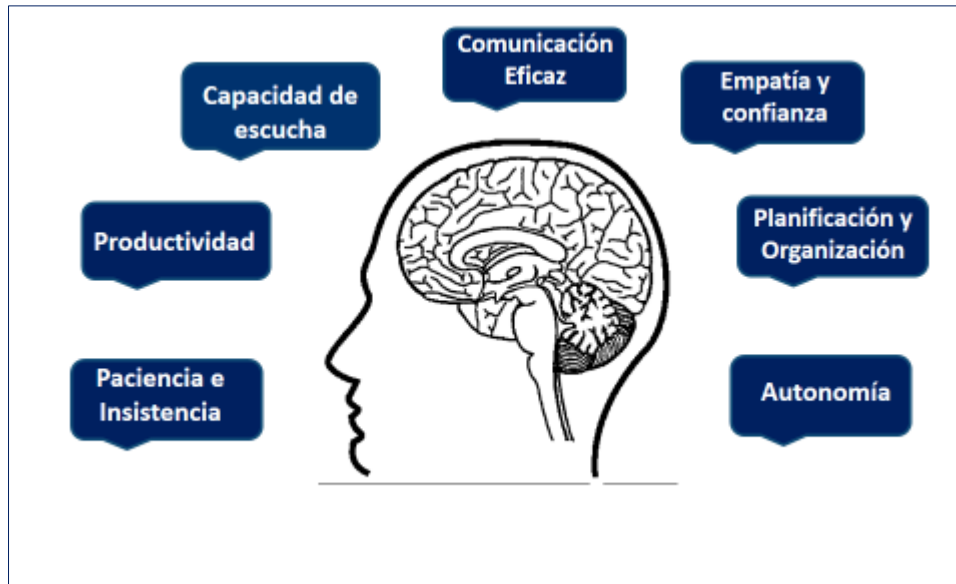 Comunicación
Eficaz
Capacidad de
escucha
Empatía y
confianza
Productividad
Planificación y
Organización
Paciencia e
Insistencia
Autonomía